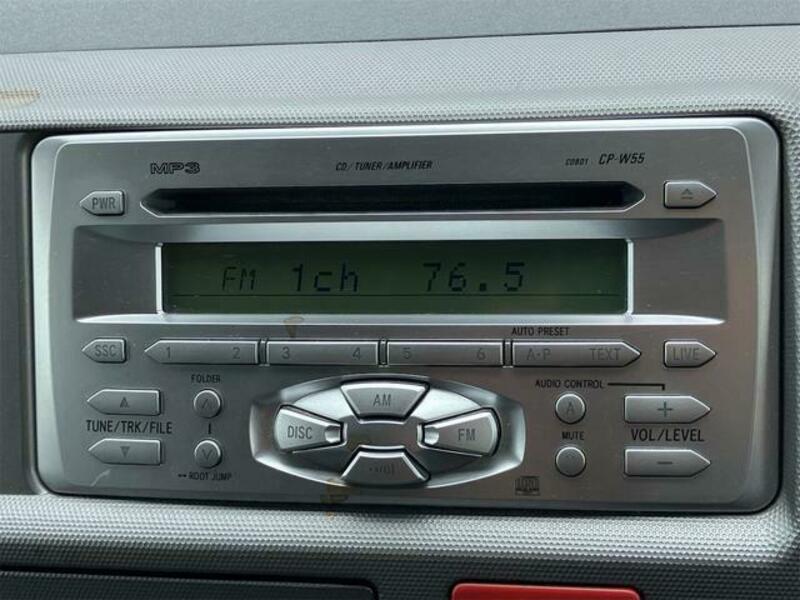 MP3 CD/TUNER/AMPLIFIER CD801 CP-W55
PWR
FM 1ch 76.5
AUTO PRESET
SSC 1 2 3 4 5 6 A-P TEXT LIVE
FOLDER AM AUDIO CONTROL
DISC FM A +
TUNE/TRK/FILE MUTE VOL/LEVEL
ROOT JUMP −